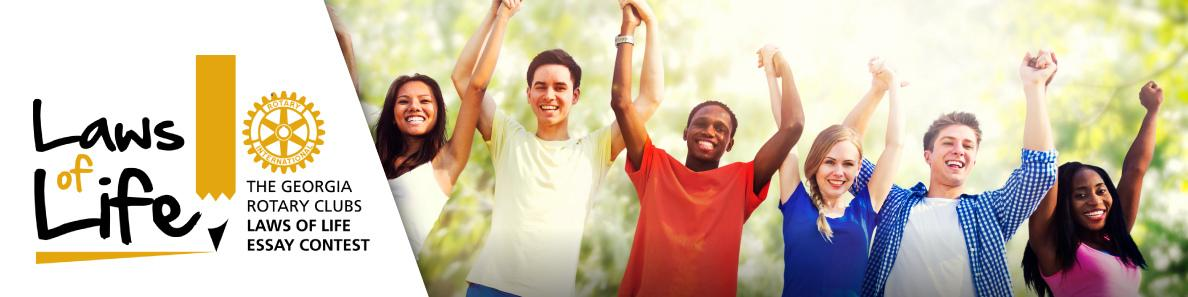 Laws
of
Life
ROTARY
INTERNATIONAL
THE GEORGIA
ROTARY CLUBS
LAWS OF LIFE
ESSAY CONTEST